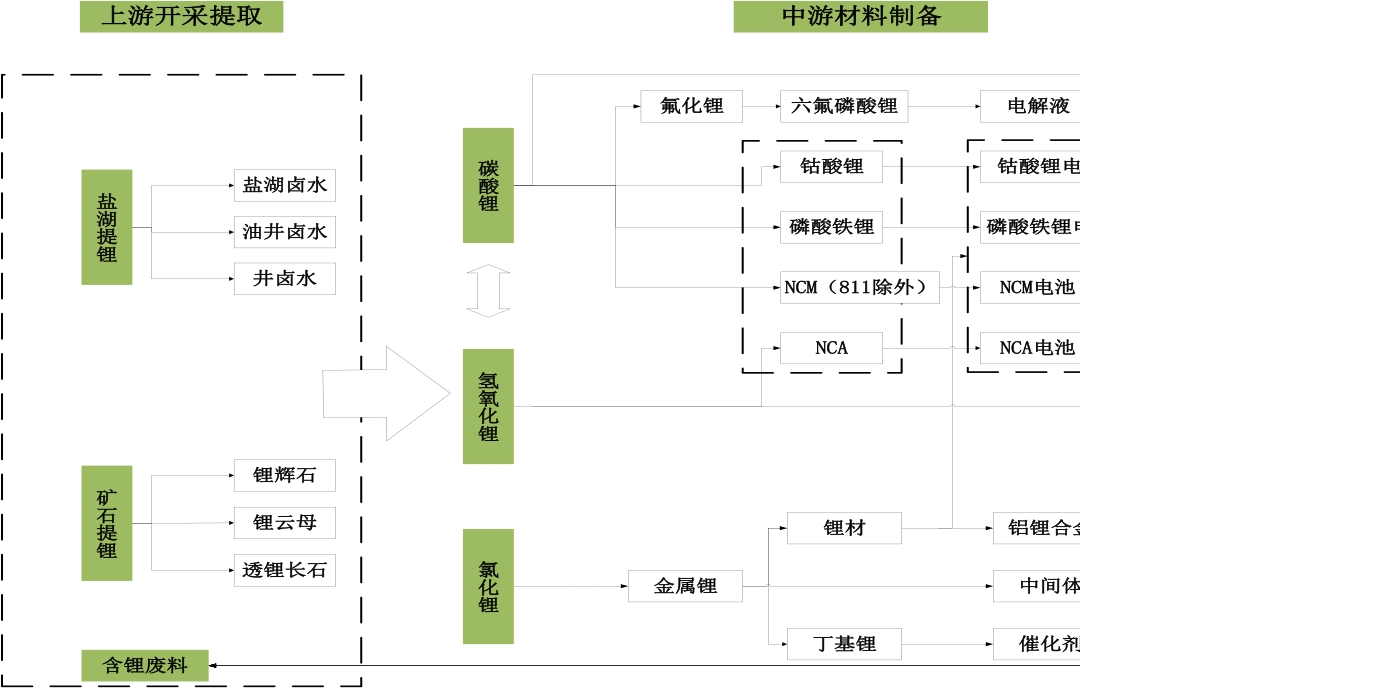 上游开采提取
中游材料制备
盐湖提锂
盐湖卤水
油井卤水
井卤水
矿石提锂
锂辉石
锂云母
透锂长石
含锂废料
碳酸锂
氢氧化锂
氯化锂
氟化锂
六氟磷酸锂
电解液
钴酸锂
钴酸锂电
磷酸铁锂
磷酸铁锂
NCM（811除外）
NCM电池
NCA
NCA电池
金属锂
锂材
铝锂合金
中间体
丁基锂
催化剂